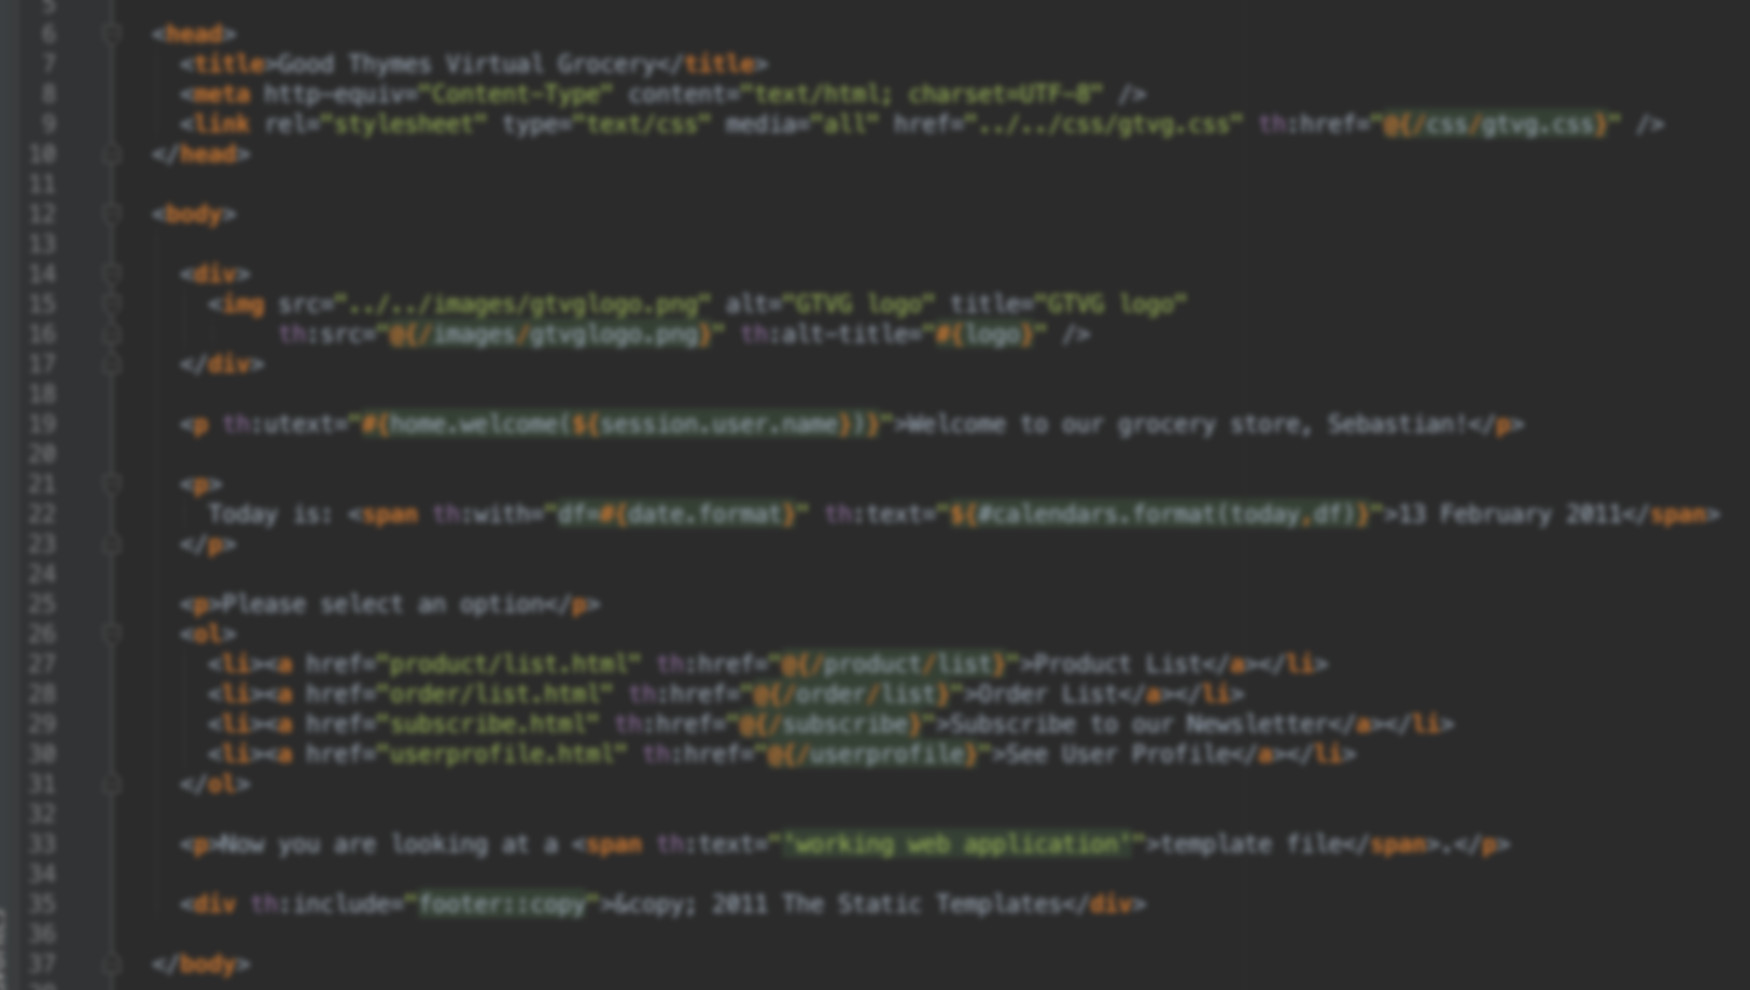 5
6 <head>
7 <title>Good Thymes Virtual Grocery</title>
8 <meta http-equiv="Content-Type" content="text/html; charset=UTF-8" />
9 <link rel="stylesheet" type="text/css" media="all" href="../../css/gtvg.css" th:href="@{/css/gtvg.css}" />
10 </head>
11
12 <body>
13
14 <div>
15 <img src="../../images/gtvglogo.png" alt="GTVG logo" title="GTVG logo"
16 th:src="@{/images/gtvglogo.png}" th:alt-title="#{logo}" />
17 </div>
18
19 <p th:utext="#{home.welcome(${session.user.name})}">Welcome to our grocery store, Sebastian!</p>
20
21 <p>
22 Today is: <span th:with="df=#{date.format}" th:text="${#calendars.format(today,df)}">13 February 2011</span>
23 </p>
24
25 <p>Please select an option</p>
26 <ol>
27 <li><a href="product/list.html" th:href="@{/product/list}">Product List</a></li>
28 <li><a href="order/list.html" th:href="@{/order/list}">Order List</a></li>
29 <li><a href="subscribe.html" th:href="@{/subscribe}">Subscribe to our Newsletter</a></li>
30 <li><a href="userprofile.html" th:href="@{/userprofile}">See User Profile</a></li>
31 </ol>
32
33 <p>Now you are looking at a <span th:text="'working web application'">template file</span>.</p>
34
35 <div th:include="footer::copy">&copy; 2011 The Static Templates</div>
36
37 </body>